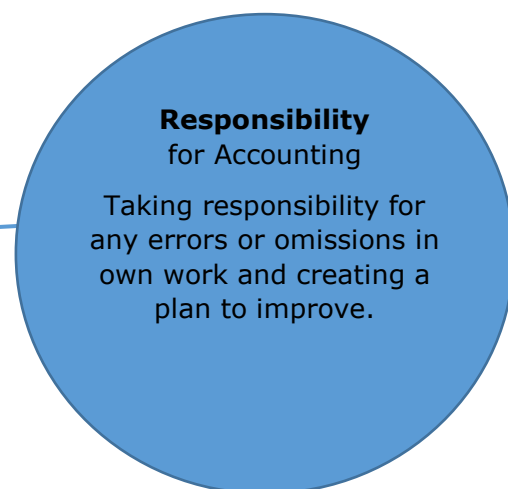 Responsibility
for Accounting
Taking responsibility for
any errors or omissions in
own work and creating a
plan to improve.